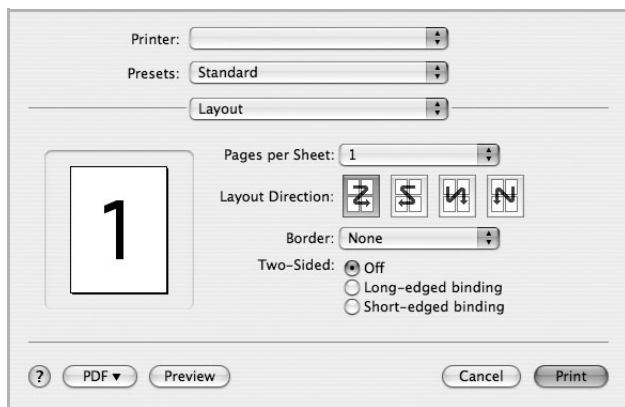 Printer:
Presets: Standard
Layout
Pages per Sheet: 1
1
Layout Direction:
Border: None
Two-Sided: Off
Long-edged binding
Short-edged binding
? PDF ▼ Preview Cancel Print